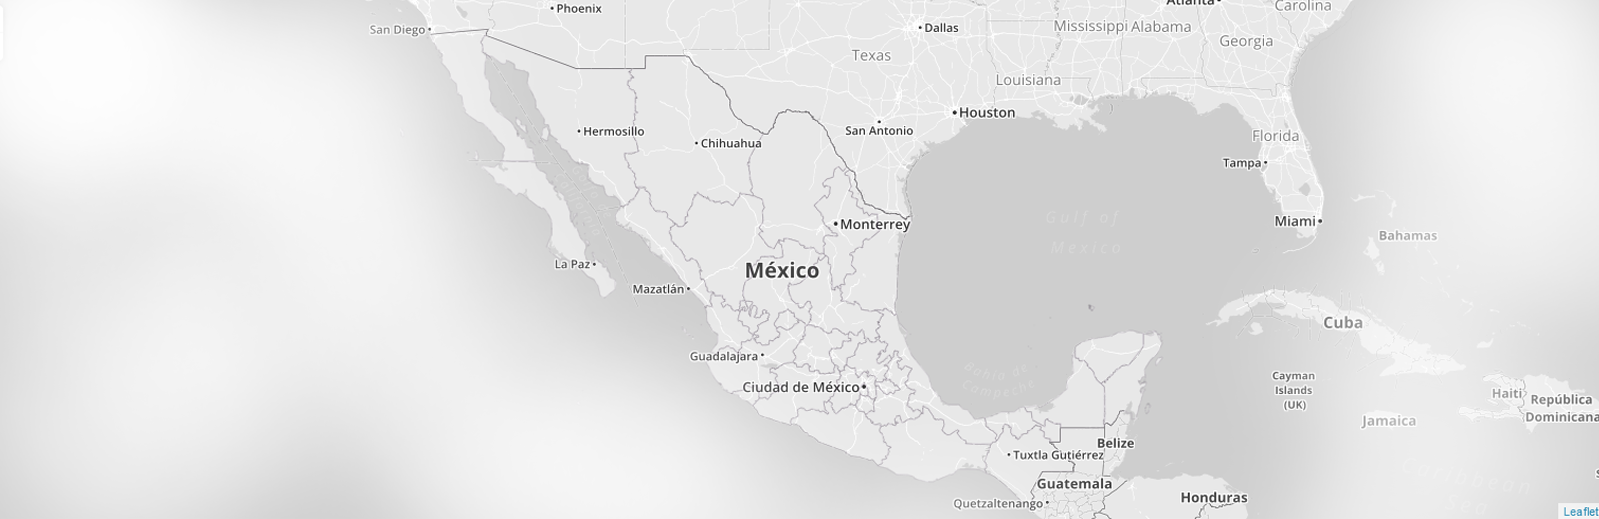 Phoenix
Atlanta
Carolina
San Diego
Dallas
Mississippi
Alabama
Georgia
Texas
Louisiana
Houston
San Antonio
Hermosillo
Chihuahua
Florida
Tampa
Monterrey
Gulf of
Mexico
Miami
Bahamas
La Paz
México
Mazatlán
Cuba
Guadalajara
Ciudad de México
Bahía de
Campeche
Cayman
Islands
(UK)
Haiti
República
Dominicana
Jamaica
Belize
Tuxtla Gutiérrez
Guatemala
Quetzaltenango
Honduras
Caribbean
Leaflet